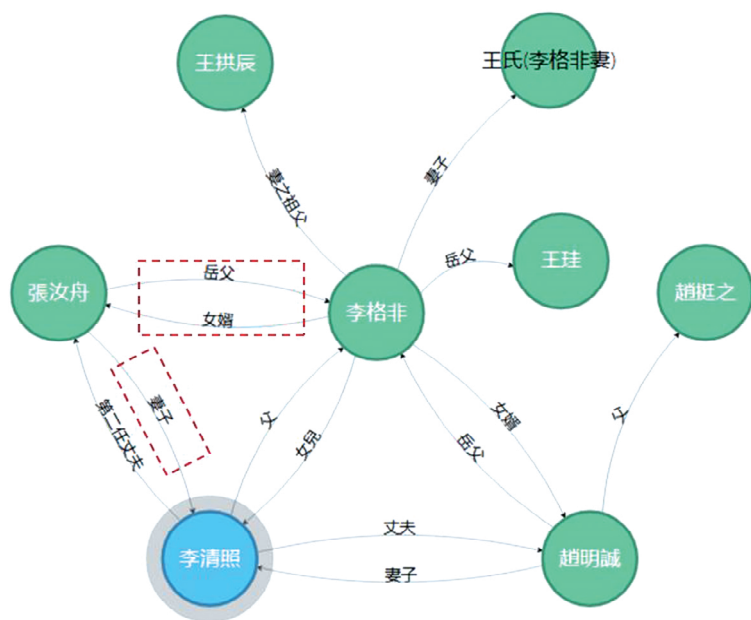 王拱辰
王氏(李格非妻)
妻之祖父
妻子
岳父
王珪
趙挺之
張汝舟
岳父
女婿
李格非
妻子
第二任丈夫
父
女兒
女婿
岳父
父
李清照
丈夫
妻子
趙明誠